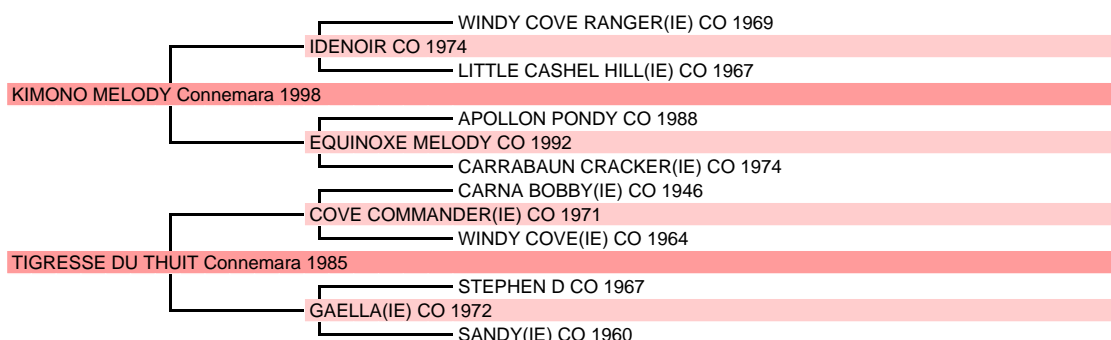 WINDY COVE RANGER(IE) CO 1969
IDENOIR CO 1974
LITTLE CASHEL HILL(IE) CO 1967
KIMONO MELODY Connemara 1998
APOLLON PONDY CO 1988
EQUINOXE MELODY CO 1992
CARRABAUN CRACKER(IE) CO 1974
CARNA BOBBY(IE) CO 1946
COVE COMMANDER(IE) CO 1971
WINDY COVE(IE) CO 1964
TIGRESSE DU THUIT Connemara 1985
STEPHEN D CO 1967
GAELLA(IE) CO 1972
SANDY(IE) CO 1960